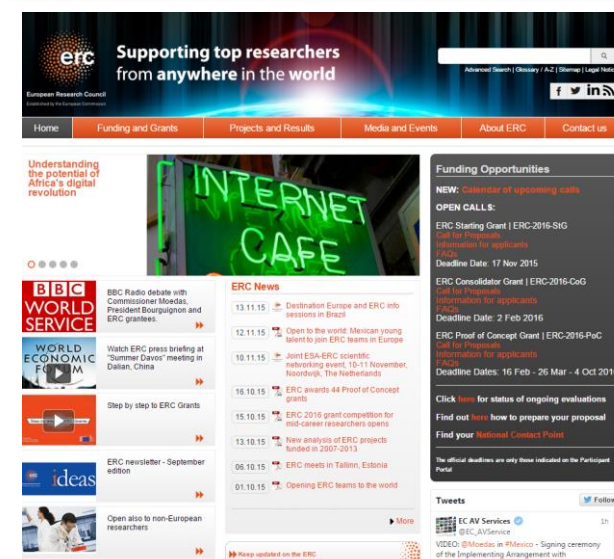 erc
European Research Council
Established by the European Commission
Supporting top researchers
from anywhere in the world
Advanced Search | Glossary / A-Z | Sitemap | Legal Notice
Home
Funding and Grants
Projects and Results
Media and Events
About ERC
Contact us
Understanding
the potential of
Africa's digital
revolution
INTERNET
CAFE
BBC
WORLD
SERVICE
BBC Radio debate with
Commissioner Moedas,
President Bourguignon and
ERC grantees.
WORLD
ECONOMIC
FORUM
Watch ERC press briefing at
"Summer Davos" meeting in
Dalian, China
Step by step to ERC Grants
ideas
ERC newsletter - September
edition
Open also to non-European
researchers
ERC News
13.11.15 Destination Europe and ERC info
sessions in Brazil
12.11.15 Open to the world: Mexican young
talent to join ERC teams in Europe
10.11.15 Joint ESA-ERC scientific
networking event, 10-11 November,
Noordwijk, The Netherlands
16.10.15 ERC awards 44 Proof of Concept
grants
15.10.15 ERC 2016 grant competition for
mid-career researchers opens
13.10.15 New analysis of ERC projects
funded in 2007-2013
06.10.15 ERC meets in Tallinn, Estonia
01.10.15 Opening ERC teams to the world
More
Keep updated on the ERC
Funding Opportunities
NEW: Calendar of upcoming calls
OPEN CALLS:
ERC Starting Grant | ERC-2016-StG
Call for Proposals
Information for applicants
FAQs
Deadline Date: 17 Nov 2015
ERC Consolidator Grant | ERC-2016-CoG
Call for Proposals
Information for applicants
FAQs
Deadline Date: 2 Feb 2016
ERC Proof of Concept Grant | ERC-2016-PoC
Call for Proposals
Information for applicants
FAQs
Deadline Dates: 16 Feb - 26 Mar - 4 Oct 2016
Click here for status of ongoing evaluations
Find out here how to prepare your proposal
Find your National Contact Point
The official deadlines are only those indicated on the Participant
Portal
Tweets
Follow
EC AV Services
@EC_AVService
1h
VIDEO: @Moedas in #Mexico - Signing ceremony
of the Implementing Arrangement with